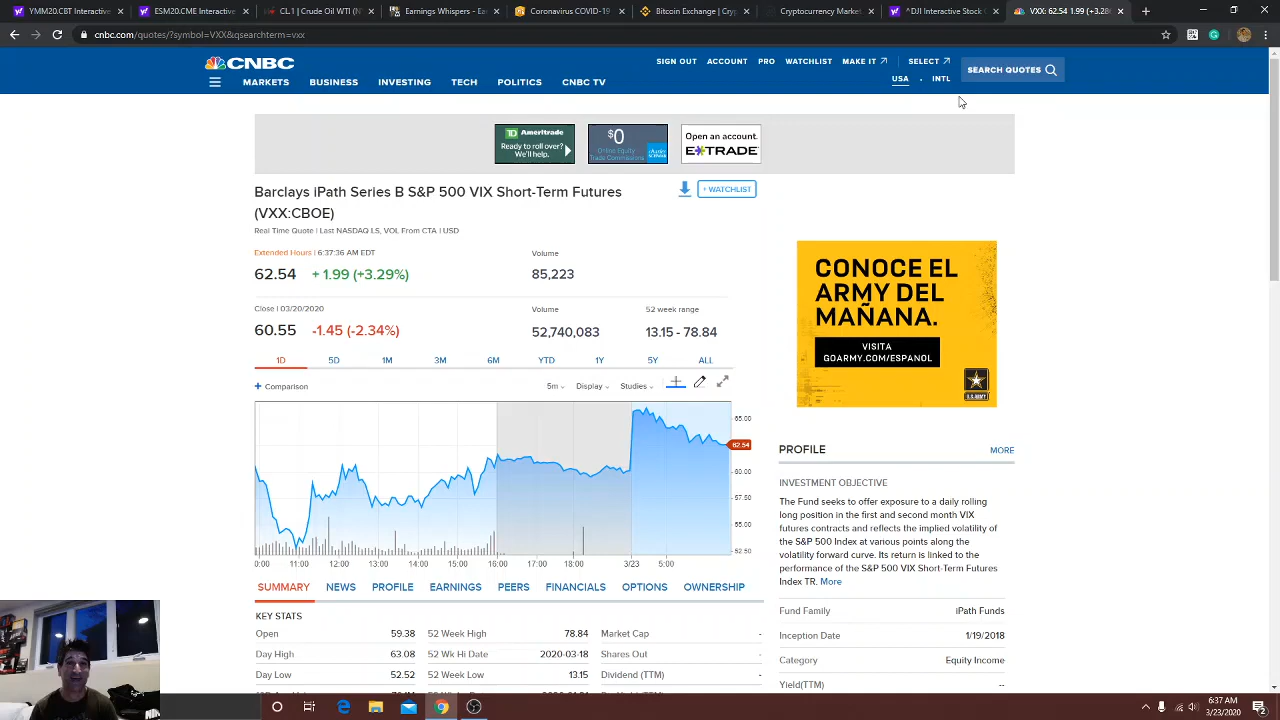 YM20.CBT Interactive
ES20.CME Interactive
CL1 | Crude Oil WTI (N
Earnings Whispers - Ea
Coronavirus COVID-19
Bitcoin Exchange | Cry
Cryptocurrency Market
^DJI Interactive Stock C
VXX: 62.54 1.99 (+3.28
cnbc.com/quotes/?symbol=VXX&qsearchterm=vxx
CNBC
SIGN OUT
ACCOUNT
PRO
WATCHLIST
MAKE IT
SELECT
USA
INTL
SEARCH QUOTES
MARKETS
BUSINESS
INVESTING
TECH
POLITICS
CNBC TV
TD Ameritrade
Ready to roll over?
We'll help.
$0
Online Equity
Trade Commissions
charles SCHWAB
Open an account.
E*TRADE
Barclays iPath Series B S&P 500 VIX Short-Term Futures
(VXX:CBOE)
+ WATCHLIST
Real Time Quote | Last NASDAQ LS, VOL From CTA | USD
Extended Hours | 6:37:36 AM EDT
Volume
62.54 + 1.99 (+3.29%)
85,223
Close | 03/20/2020
Volume
52 week range
60.55 -1.45 (-2.34%)
52,740,083
13.15 - 78.84
1D 5D 1M 3M 6M YTD 1Y 5Y ALL
+ Comparison
5m
Display
Studies
65.00
62.54
60.00
57.50
55.00
52.50
0:00 11:00 12:00 13:00 14:00 15:00 16:00 17:00 18:00 3/23 5:00
SUMMARY NEWS PROFILE EARNINGS PEERS FINANCIALS OPTIONS OWNERSHIP
KEY STATS
Open 59.38 52 Week High 78.84 Market Cap -
Day High 63.08 52 Wk Hi Date 2020-03-18 Shares Out -
Day Low 52.52 52 Week Low 13.15 Dividend (TTM) -
CONOCE EL
ARMY DEL
MAÑANA.
VISITA
GOARMY.COM/ESPANOL
U.S. ARMY
PROFILE
MORE
INVESTMENT OBJECTIVE
The Fund seeks to offer exposure to a daily rolling
long position in the first and second month VIX
futures contracts and reflects the implied volatility of
the S&P 500 Index at various points along the
volatility forward curve. Its return is linked to the
performance of the S&P 500 VIX Short-Term Futures
Index TR. More
Fund Family iPath Funds
Inception Date 1/19/2018
Category Equity Income
Yield(TTM) --
6:37 AM
3/23/2020
2